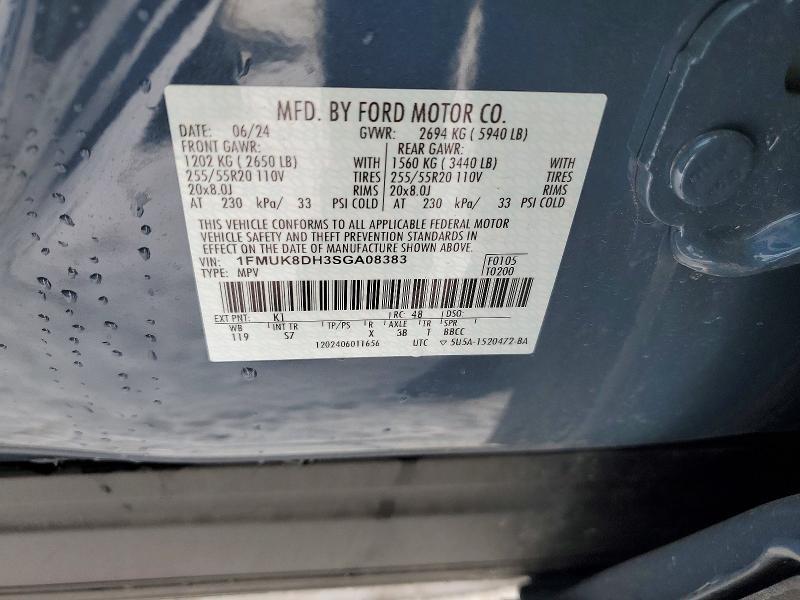 MFD. BY FORD MOTOR CO.
DATE: 06/24 GVWR: 2694 KG ( 5940 LB)
FRONT GAWR: REAR GAWR:
1202 KG ( 2650 LB) WITH 1560 KG ( 3440 LB) WITH
255/55R20 110V TIRES 255/55R20 110V TIRES
20x8.0J RIMS 20x8.0J RIMS
AT 230 kPa/ 33 PSI COLD AT 230 kPa/ 33 PSI COLD
THIS VEHICLE CONFORMS TO ALL APPLICABLE FEDERAL MOTOR
VEHICLE SAFETY AND THEFT PREVENTION STANDARDS IN
EFFECT ON THE DATE OF MANUFACTURE SHOWN ABOVE.
VIN: 1FMUK8DH3SGA08383 F0105
TYPE: MPV T0200
EXT PNT: K1 RC: 48 DSO:
WB INT TR TP/PS R AXLE TR SPR
119 S7 X 3B T BBCC
1202406011656 UTC ▽ 5U5A-1520472-BA